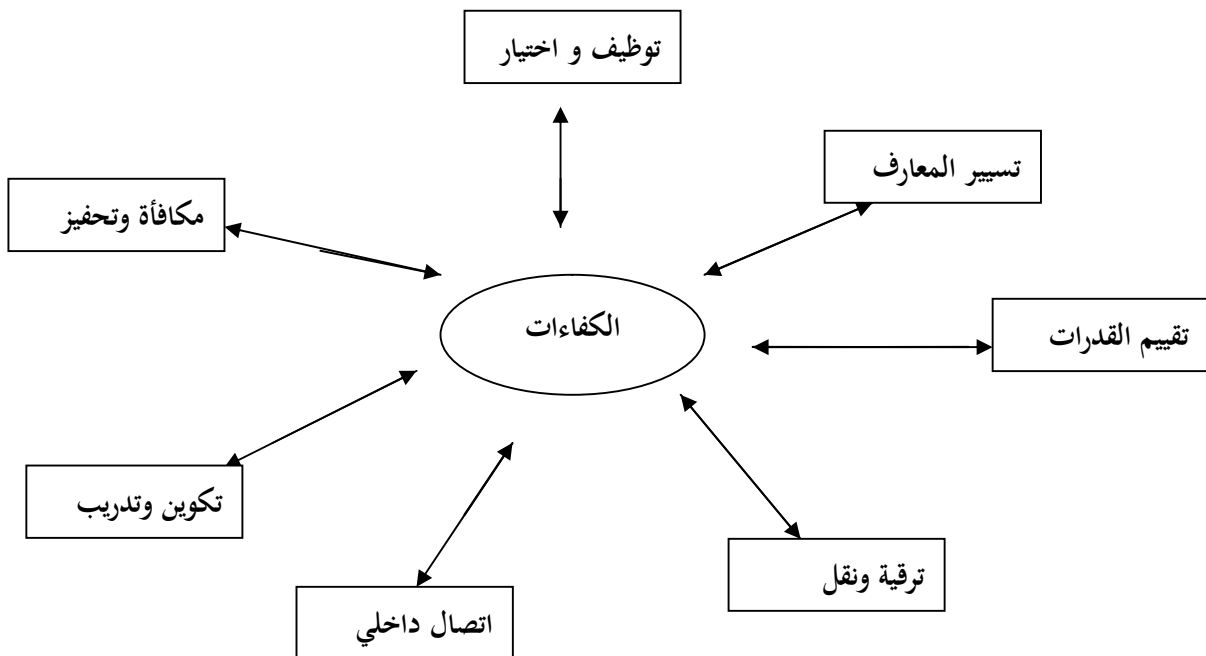 توظيف و اختيار
تسيير المعارف
مكافأة وتحفيز
تقييم القدرات
الكفاءات
تكوين وتدريب
ترقية ونقل
اتصال داخلي